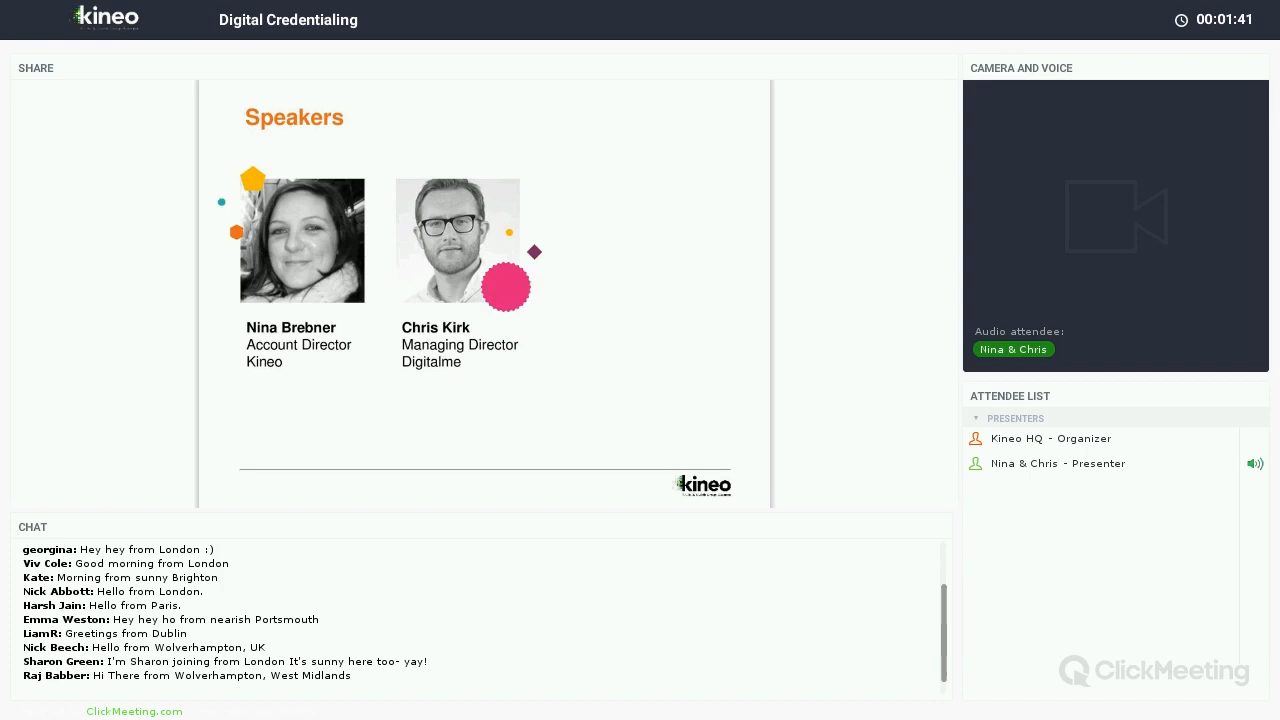 kineo
Digital Credentialing
00:01:41
SHARE
CAMERA AND VOICE
Speakers
Nina Brebner
Account Director
Kineo
Chris Kirk
Managing Director
Digitalme
kineo
Audio attendee:
Nina & Chris
ATTENDEE LIST
PRESENTERS
Kineo HQ - Organizer
Nina & Chris - Presenter
CHAT
georgina: Hey hey from London :)
Viv Cole: Good morning from London
Kate: Morning from sunny Brighton
Nick Abbott: Hello from London.
Harsh Jain: Hello from Paris.
Emma Weston: Hey hey ho from nearish Portsmouth
LiamR: Greetings from Dublin
Nick Beech: Hello from Wolverhampton, UK
Sharon Green: I'm Sharon joining from London It's sunny here too- yay!
Raj Babber: Hi There from Wolverhampton, West Midlands
ClickMeeting
ClickMeeting.com